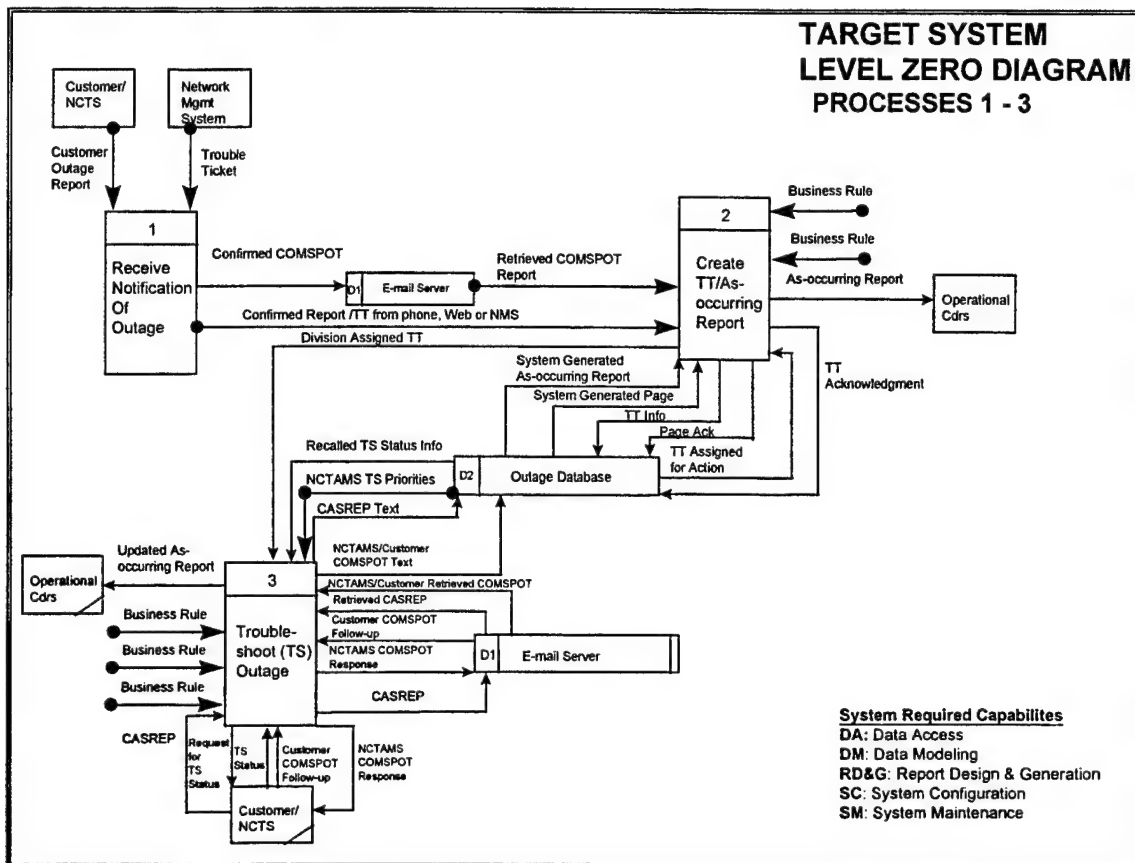 TARGET SYSTEM
LEVEL ZERO DIAGRAM
PROCESSES 1 - 3
Customer/
NCTS
Network
Mgmt
System
Customer
Outage
Report
Trouble
Ticket
1
Receive
Notification
Of
Outage
Confirmed COMSPOT
D1
E-mail Server
Retrieved COMSPOT
Report
2
Create
TT/As-
occurring
Report
Business Rule
Business Rule
As-occurring Report
Operational
Cdrs
Confirmed Report /TT from phone, Web or NMS
Division Assigned TT
System Generated
As-occurring Report
System Generated Page
TT Info
Page Ack
TT Assigned
for Action
TT
Acknowledgment
Recalled TS Status Info
D2
Outage Database
NCTAMS TS Priorities
CASREP Text
NCTAMS/Customer
COMSPOT Text
Updated As-
occurring Report
Operational
Cdrs
3
Trouble-
shoot (TS)
Outage
NCTAMS/Customer Retrieved COMSPOT
Retrieved CASREP
Customer COMSPOT
Follow-up
NCTAMS COMSPOT
Response
D1
E-mail Server
CASREP
Business Rule
Business Rule
Business Rule
CASREP
Request
for
TS
Status
TS
Status
Customer
COMSPOT
Follow-up
NCTAMS
COMSPOT
Response
Customer/
NCTS
System Required Capabilites
DA: Data Access
DM: Data Modeling
RD&G: Report Design & Generation
SC: System Configuration
SM: System Maintenance